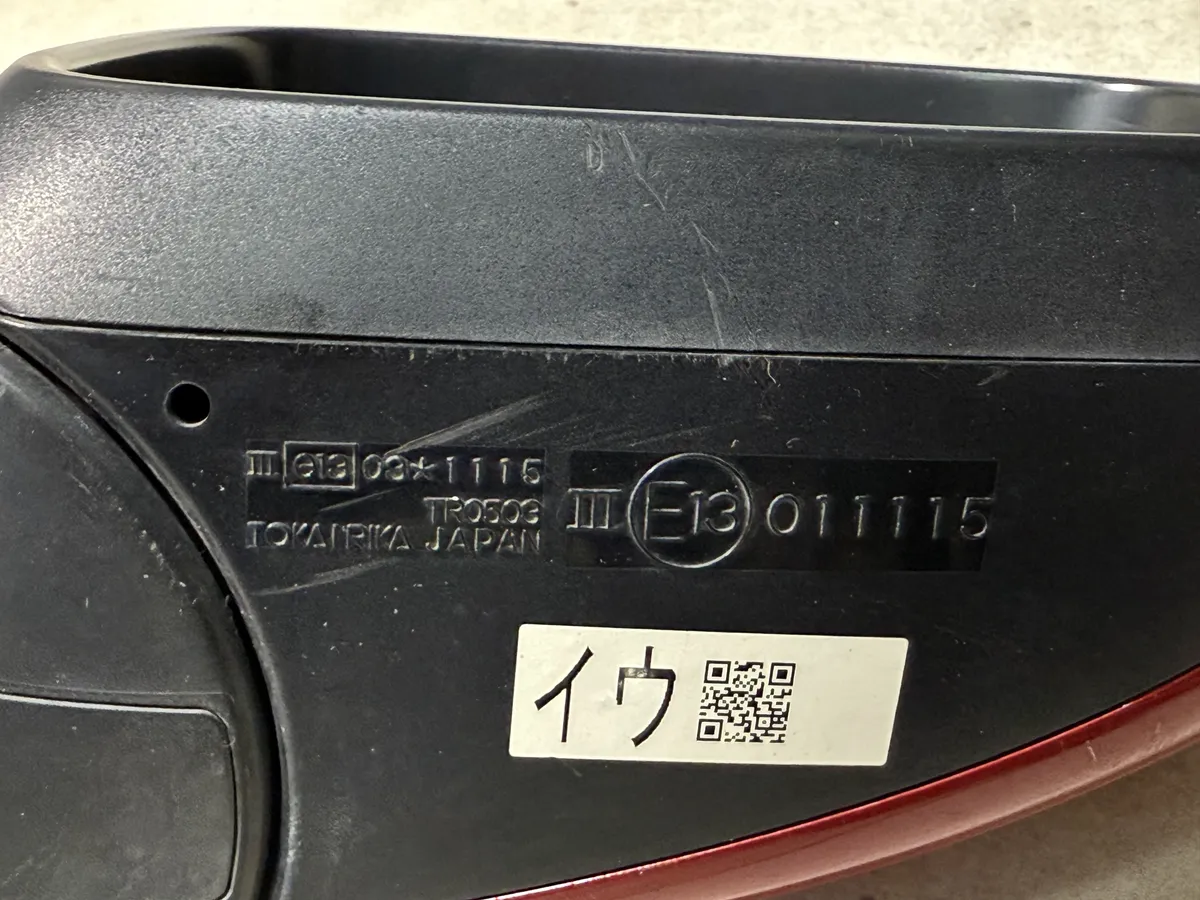 III e13 03*1115
TR0503
TOKAIRIKA JAPAN
III E13 011115
イウ